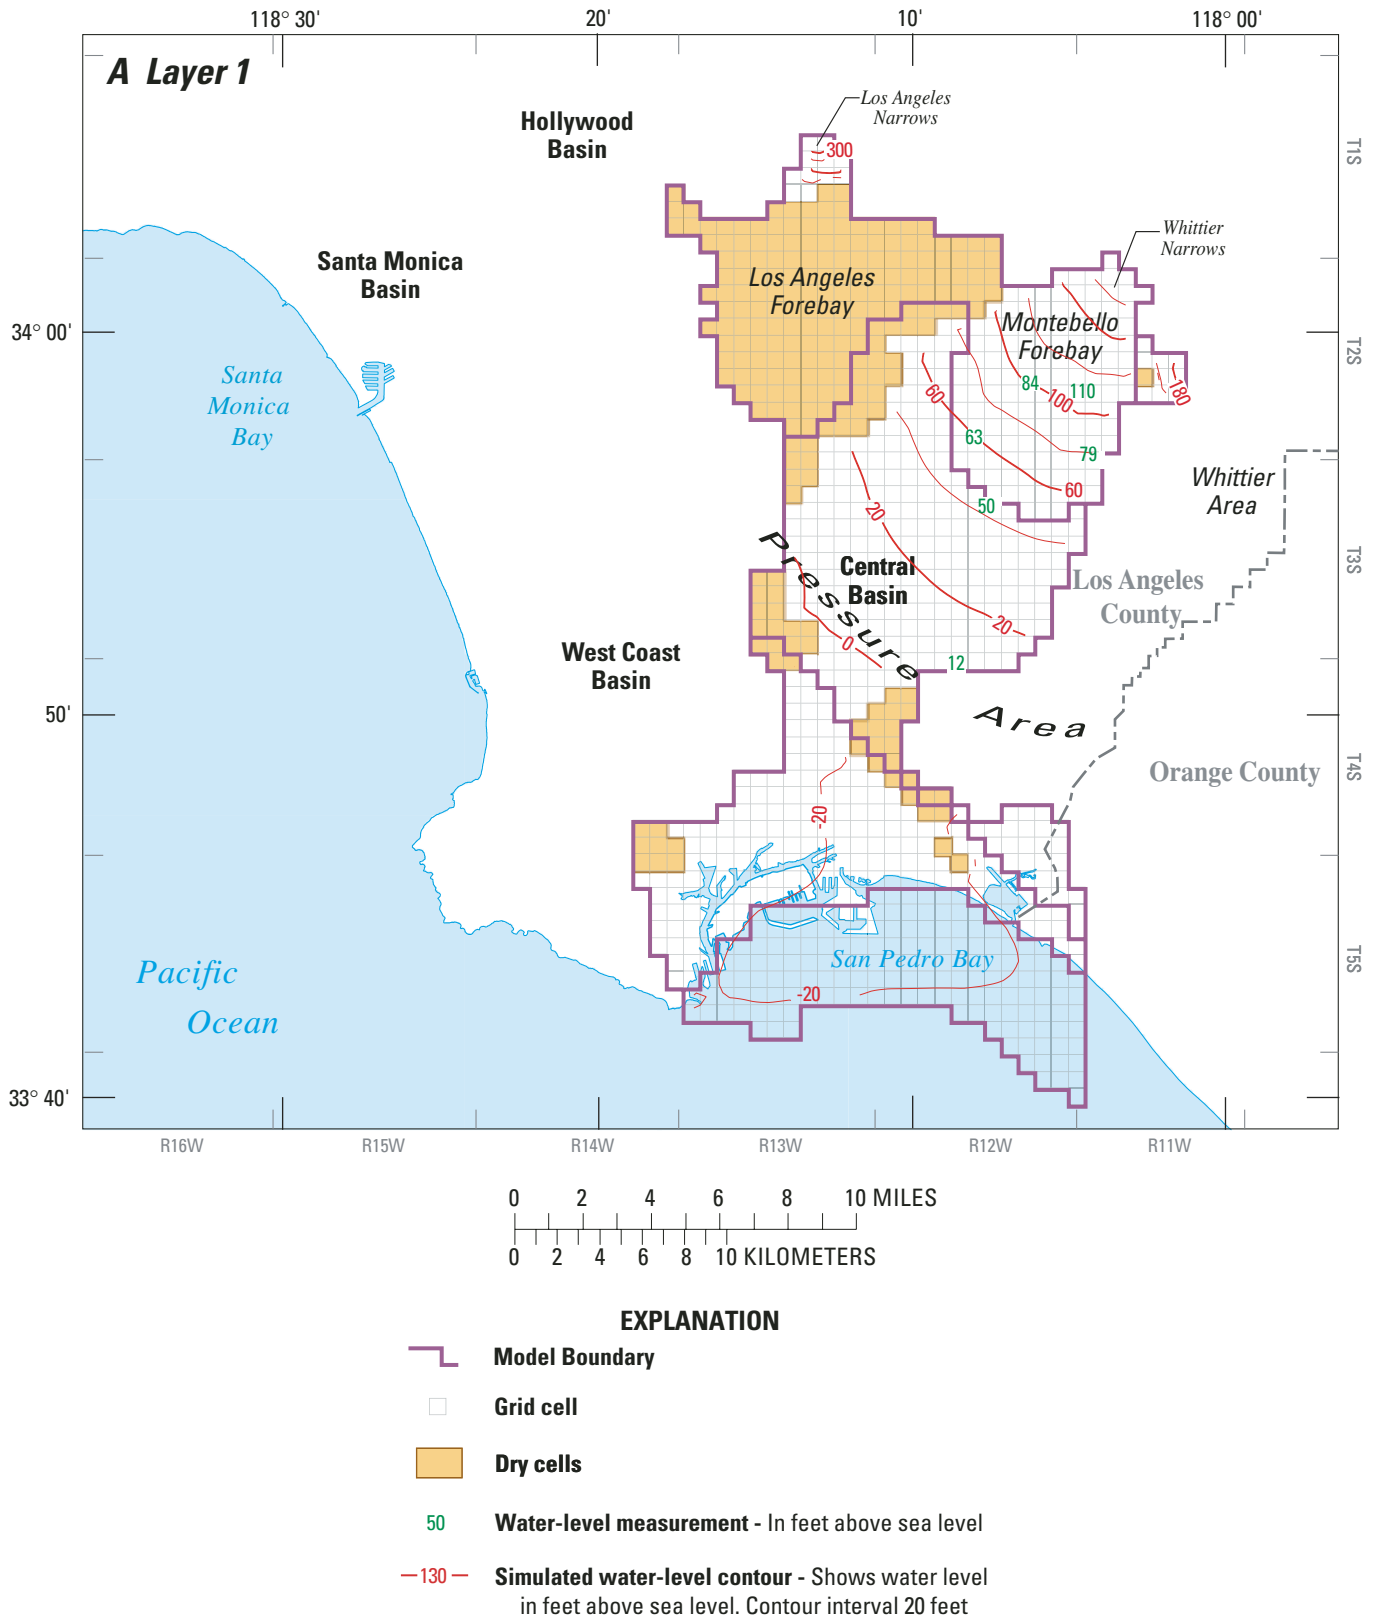 118° 30'
20'
10'
118° 00'
A Layer 1
Los Angeles
Narrows
Hollywood
Basin
300
T1S
Whittier
Narrows
Santa Monica
Basin
Los Angeles
Forebay
Montebello
Forebay
34° 00'
T2S
Santa
Monica
Bay
84
110
100
180
60
63
79
60
50
Whittier
Area
20
Pressure
Central
Basin
T3S
Los Angeles
County
20
0
12
West Coast
Basin
50'
Area
T4S
Orange County
-20
San Pedro Bay
T5S
Pacific
Ocean
-20
33° 40'
R16W
R15W
R14W
R13W
R12W
R11W
0 2 4 6 8 10 MILES
0 2 4 6 8 10 KILOMETERS
EXPLANATION
Model Boundary
Grid cell
Dry cells
50 Water-level measurement - In feet above sea level
130 Simulated water-level contour - Shows water level
in feet above sea level. Contour interval 20 feet